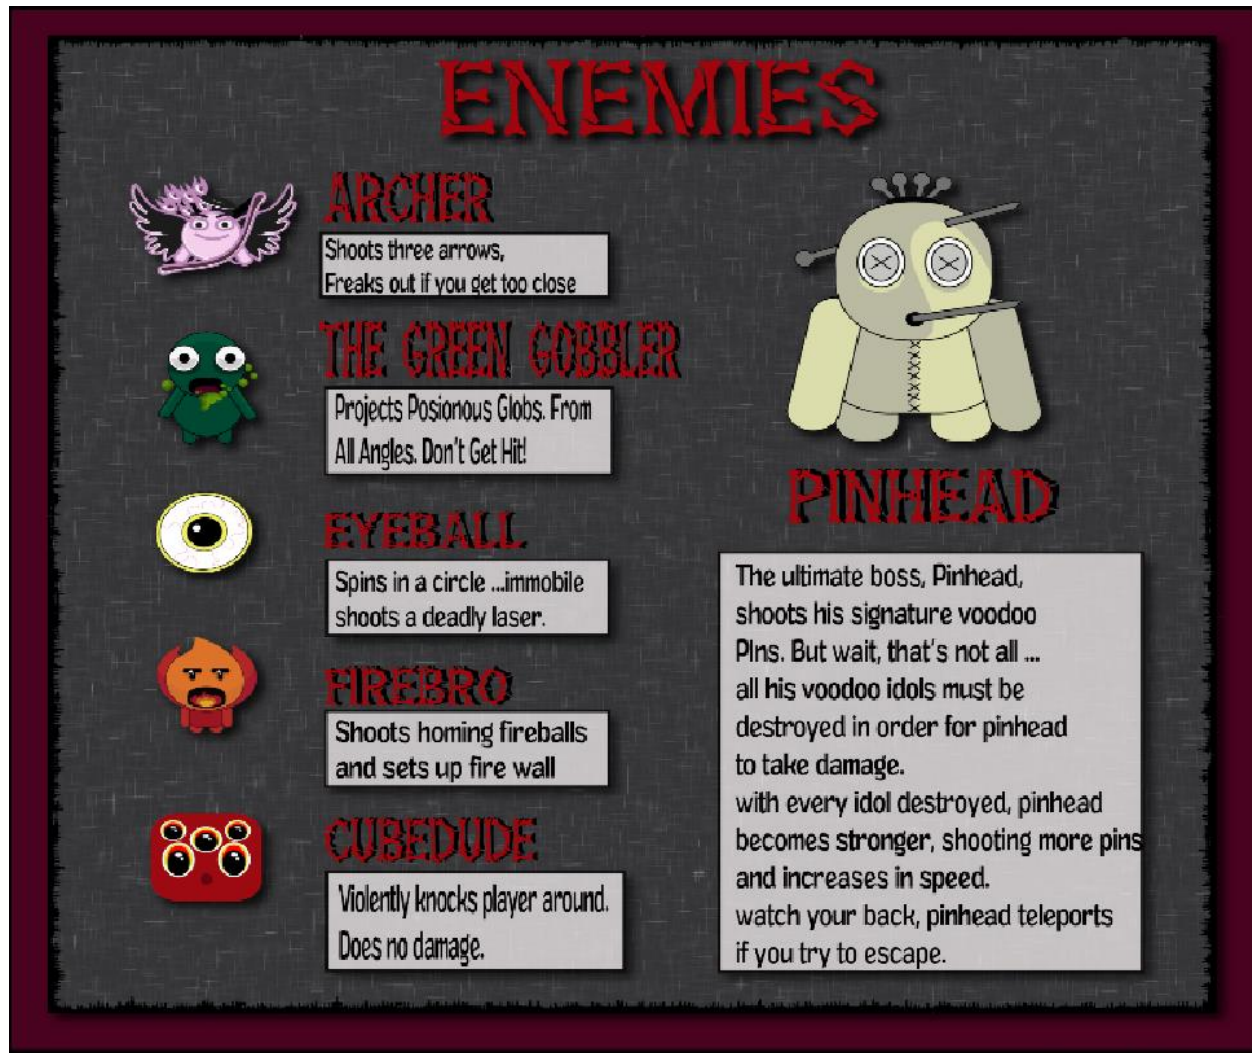 ENEMIES
ARCHER
Shoots three arrows,
Freaks out if you get too close
THE GREEN GOBBLER
Projects Posionous Globs. From
All Angles. Don't Get Hit!
EYEBALL
Spins in a circle ...immobile
shoots a deadly laser.
FIREBRO
Shoots homing fireballs
and sets up fire wall
CUBEDUDE
Violently knocks player around.
Does no damage.
PINHEAD
The ultimate boss, Pinhead,
shoots his signature voodoo
PIns. But wait, that's not all ...
all his voodoo idols must be
destroyed in order for pinhead
to take damage.
with every idol destroyed, pinhead
becomes stronger, shooting more pins
and increases in speed.
watch your back, pinhead teleports
if you try to escape.